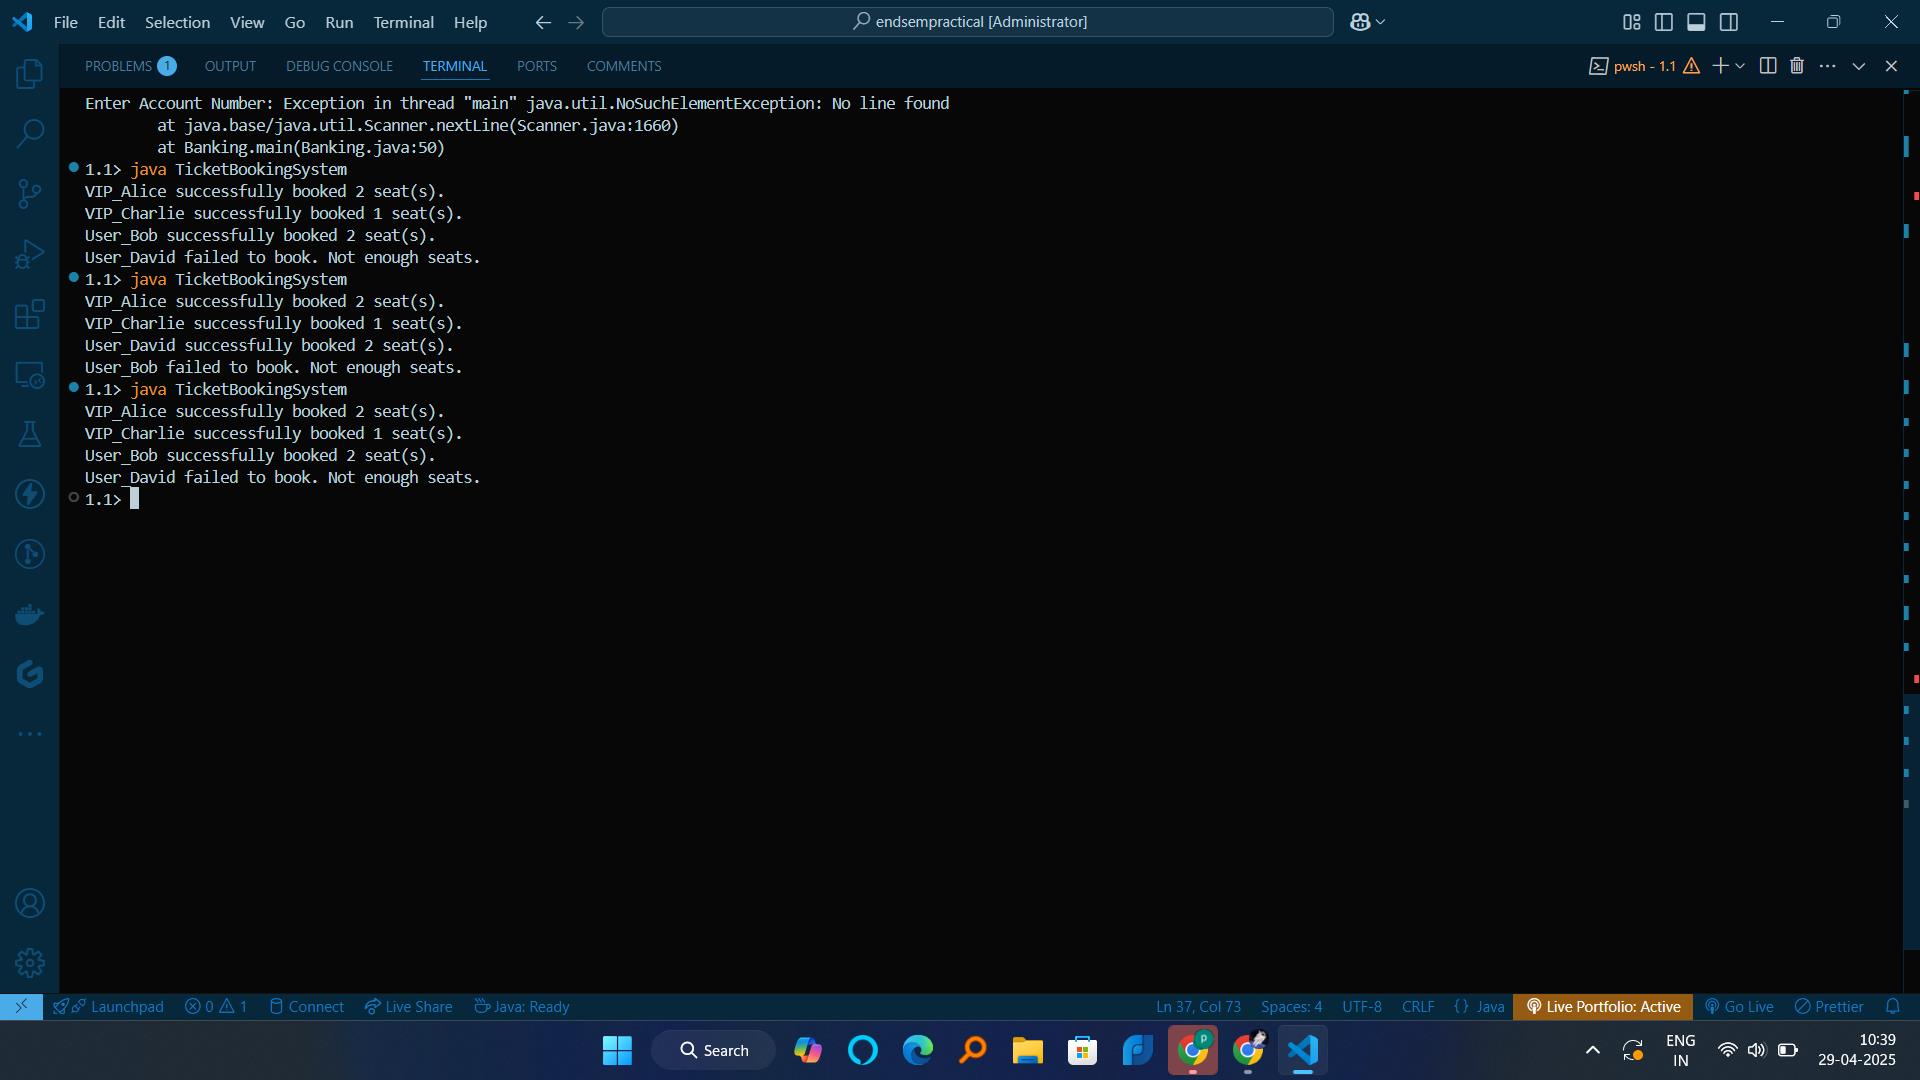 File Edit Selection View Go Run Terminal Help endsempractical [Administrator]
PROBLEMS 1 OUTPUT DEBUG CONSOLE TERMINAL PORTS COMMENTS pwsh - 1.1
Enter Account Number: Exception in thread "main" java.util.NoSuchElementException: No line found
at java.base/java.util.Scanner.nextLine(Scanner.java:1660)
at Banking.main(Banking.java:50)
1.1> java TicketBookingSystem
VIP_Alice successfully booked 2 seat(s).
VIP_Charlie successfully booked 1 seat(s).
User_Bob successfully booked 2 seat(s).
User_David failed to book. Not enough seats.
1.1> java TicketBookingSystem
VIP_Alice successfully booked 2 seat(s).
VIP_Charlie successfully booked 1 seat(s).
User_David successfully booked 2 seat(s).
User_Bob failed to book. Not enough seats.
1.1> java TicketBookingSystem
VIP_Alice successfully booked 2 seat(s).
VIP_Charlie successfully booked 1 seat(s).
User_Bob successfully booked 2 seat(s).
User_David failed to book. Not enough seats.
1.1>
Launchpad 0 1 Connect Live Share Java: Ready Ln 37, Col 73 Spaces: 4 UTF-8 CRLF {} Java Live Portfolio: Active Go Live Prettier
Search P ENG 10:39
IN 29-04-2025